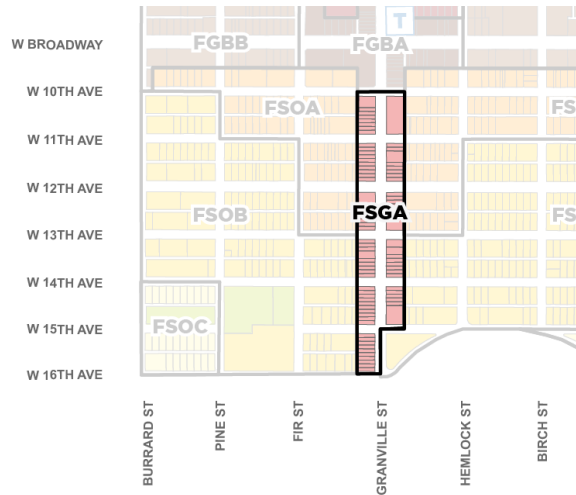 T
W BROADWAY
FGBB
FGBA
W 10TH AVE
FSOA
FS
W 11TH AVE
W 12TH AVE
FSOB
FSGA
FS
W 13TH AVE
W 14TH AVE
FSOC
W 15TH AVE
W 16TH AVE
BURRARD ST
PINE ST
FIR ST
GRANVILLE ST
HEMLOCK ST
BIRCH ST